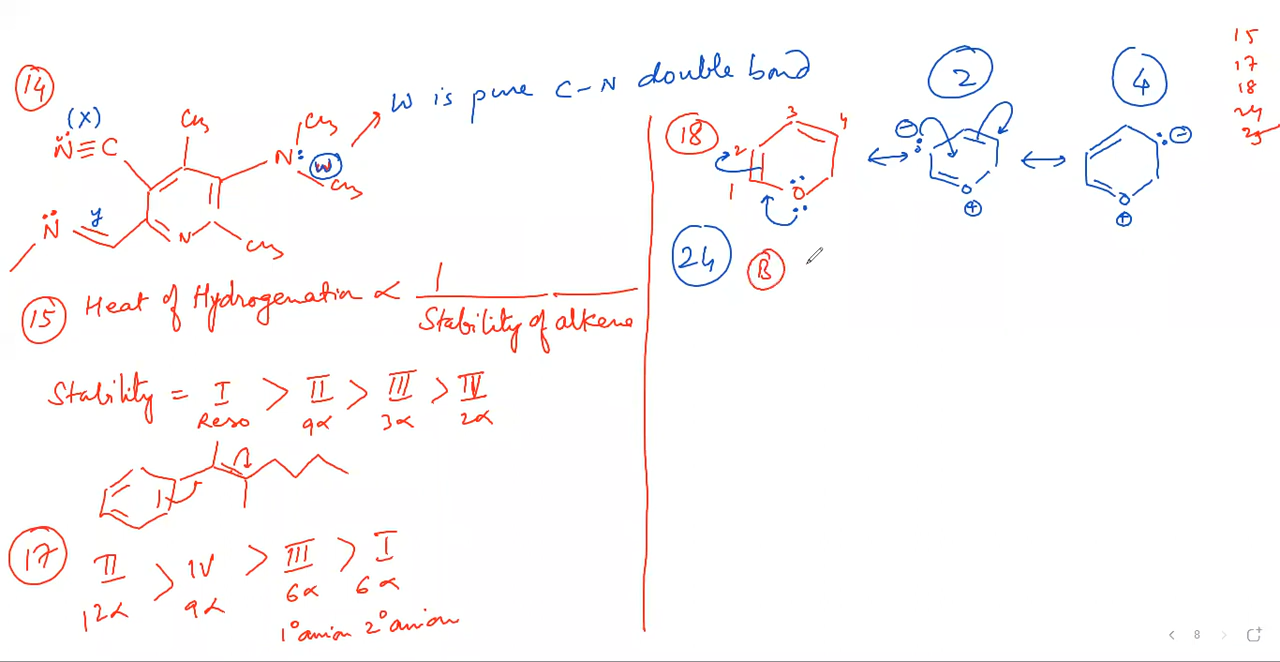 14
(X)
N≡C
CH3
CH3
N:
W
CH3
N
y
N
CH3
W is pure C-N double bond
15 Heat of Hydrogenation ∝ 1
Stability of alkene
Stability = I > II > III > IV
Reso 9α 3α 2α
17 II > IV > III > I
12α 9α 6α 6α
1° anion 2° anion
18
1
2
3
4
O
2
O
4
O
24 B
15
17
18
24
25
8